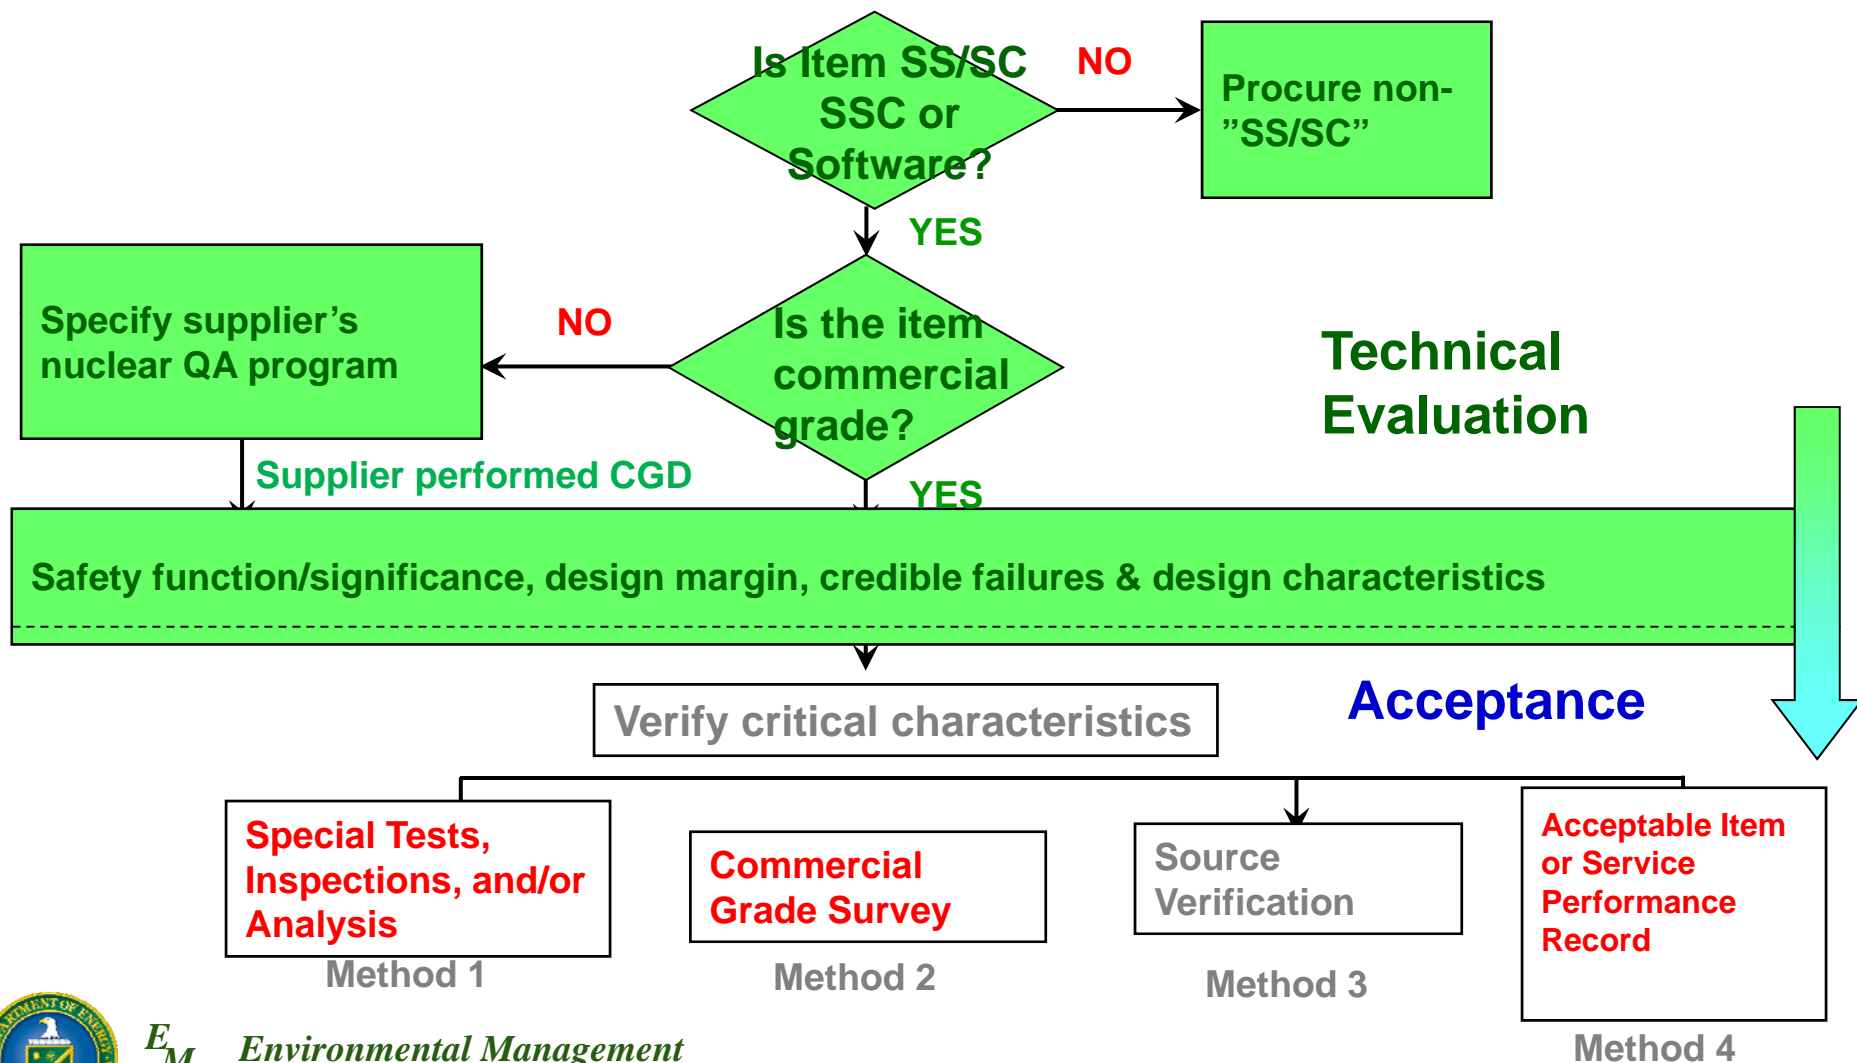 Is Item SS/SC
SSC or
Software?
NO
Procure non-
”SS/SC”
YES
Specify supplier’s
nuclear QA program
NO
Is the item
commercial
grade?
Technical
Evaluation
Supplier performed CGD
YES
Safety function/significance, design margin, credible failures & design characteristics
Verify critical characteristics
Acceptance
Special Tests,
Inspections, and/or
Analysis
Method 1
Commercial
Grade Survey
Method 2
Source
Verification
Method 3
Acceptable Item
or Service
Performance
Record
Method 4
EM Environmental Management